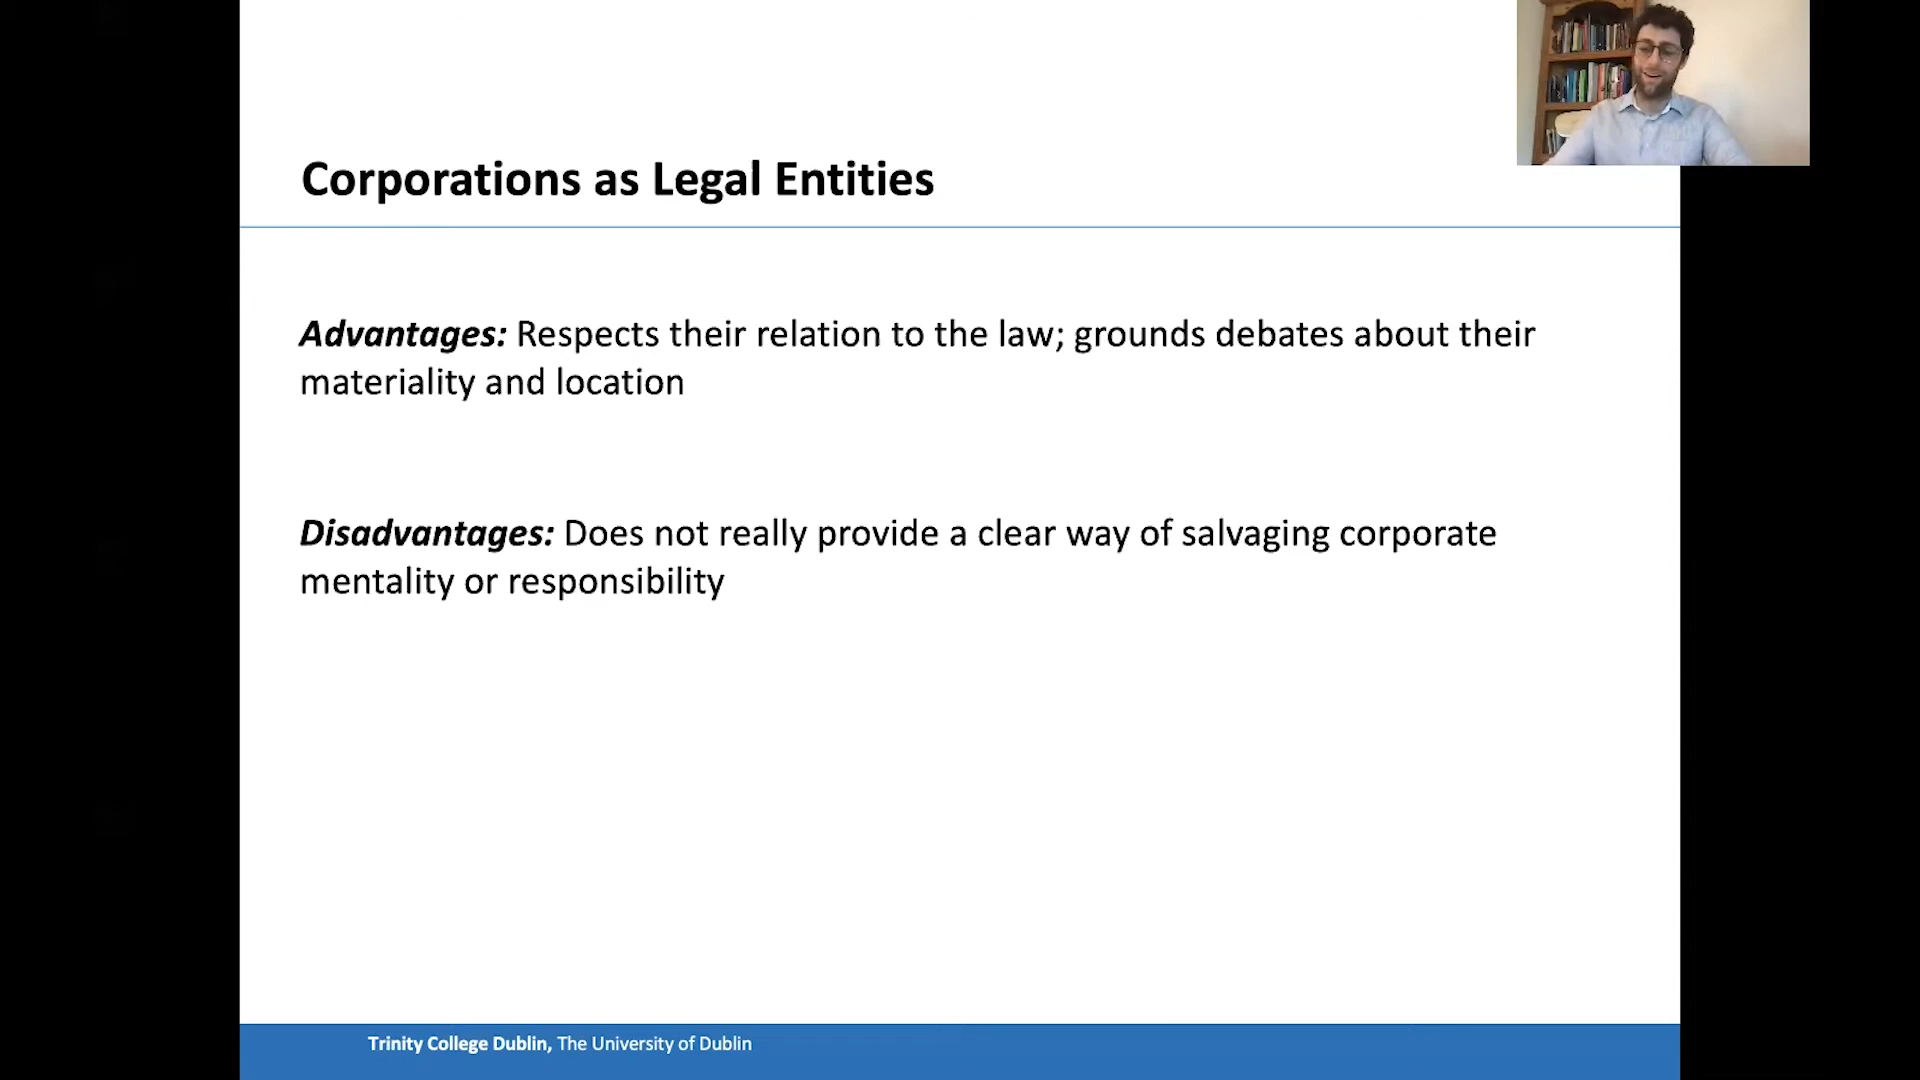 Corporations as Legal Entities
Advantages: Respects their relation to the law; grounds debates about their
materiality and location
Disadvantages: Does not really provide a clear way of salvaging corporate
mentality or responsibility
Trinity College Dublin, The University of Dublin